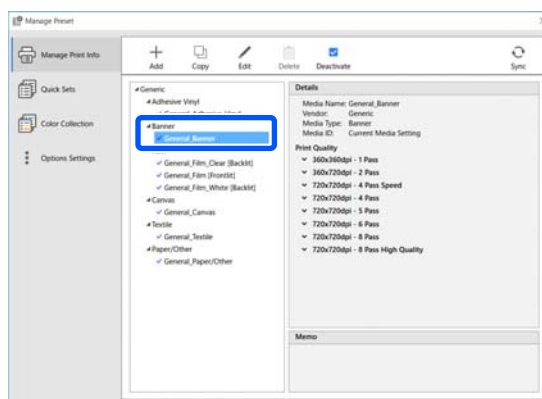 Manage Preset
Manage Print Info
Quick Sets
Color Collection
Options Settings
Add
Copy
Edit
Delete
Deactivate
Sync
Generic
Adhesive Vinyl
Banner
General_Banner
General_Film_Clear [Backlit]
General_Film [Frontlit]
General_Film_White [Backlit]
Canvas
General_Canvas
Textile
General_Textile
Paper/Other
General_Paper/Other
Details
Media Name: General_Banner
Vendor: Generic
Media Type: Banner
Media ID: Current Media Setting
Print Quality
360x360dpi - 1 Pass
360x720dpi - 2 Pass
720x720dpi - 4 Pass Speed
720x720dpi - 4 Pass
720x720dpi - 5 Pass
720x720dpi - 6 Pass
720x720dpi - 8 Pass
720x720dpi - 8 Pass High Quality
Memo